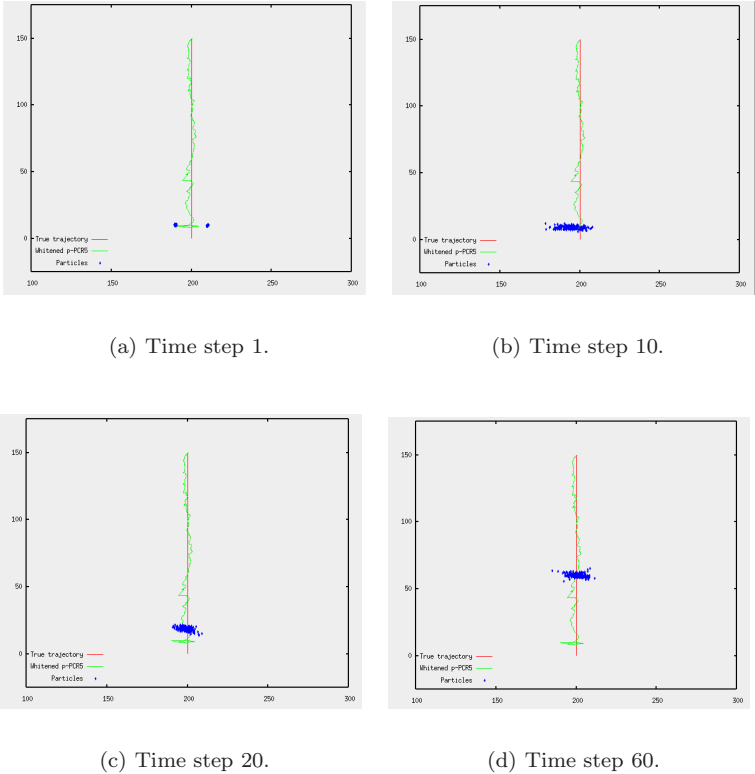 150
100
50
0
True trajectory
Whitened p-PCR5
Particles
100 150 200 250 300
150
100
50
0
True trajectory
Whitened p-PCR5
Particles
100 150 200 250 300
(a) Time step 1.
(b) Time step 10.
150
100
50
0
True trajectory
Whitened p-PCR5
Particles
100 150 200 250 300
150
100
50
0
True trajectory
Whitened p-PCR5
Particles
100 150 200 250 300
(c) Time step 20.
(d) Time step 60.